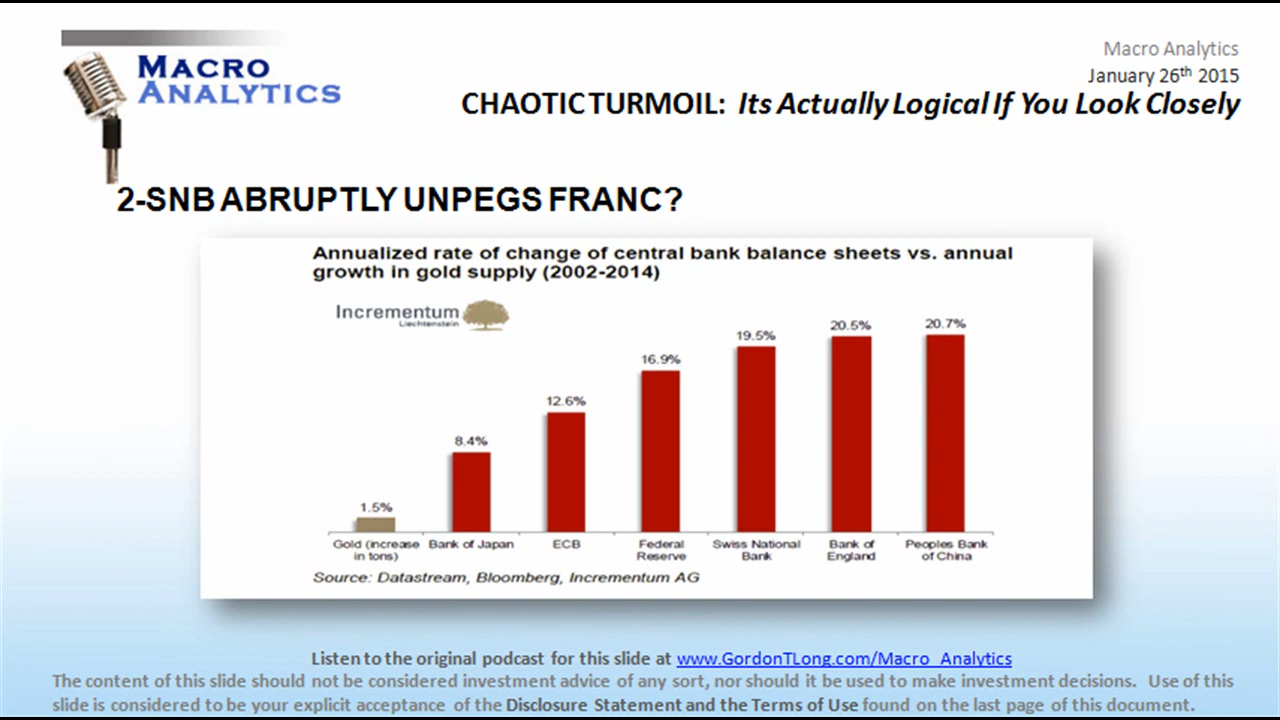 MACRO
ANALYTICS
Macro Analytics
January 26th 2015
CHAOTIC TURMOIL: Its Actually Logical If You Look Closely
2-SNB ABRUPTLY UNPEGS FRANC?
Annualized rate of change of central bank balance sheets vs. annual
growth in gold supply (2002-2014)
Incrementum
Liechtenstein
1.5%
8.4%
12.6%
16.9%
19.5%
20.5%
20.7%
Gold (increase
in tons)
Bank of Japan
ECB
Federal
Reserve
Swiss National
Bank
Bank of
England
Peoples Bank
of China
Source: Datastream, Bloomberg, Incrementum AG
Listen to the original podcast for this slide at www.GordonTLong.com/Macro_Analytics
The content of this slide should not be considered investment advice of any sort, nor should it be used to make investment decisions. Use of this
slide is considered to be your explicit acceptance of the Disclosure Statement and the Terms of Use found on the last page of this document.